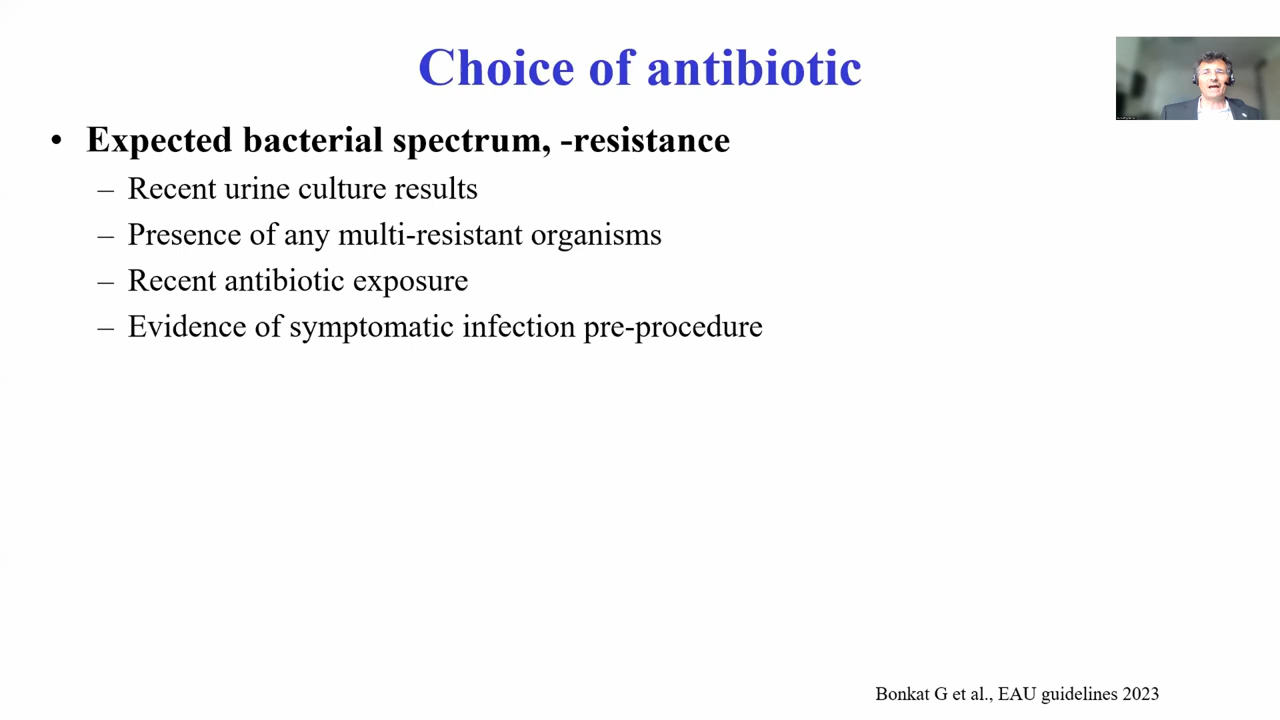 Choice of antibiotic
• Expected bacterial spectrum, -resistance
– Recent urine culture results
– Presence of any multi-resistant organisms
– Recent antibiotic exposure
– Evidence of symptomatic infection pre-procedure
Bonkat G et al., EAU guidelines 2023